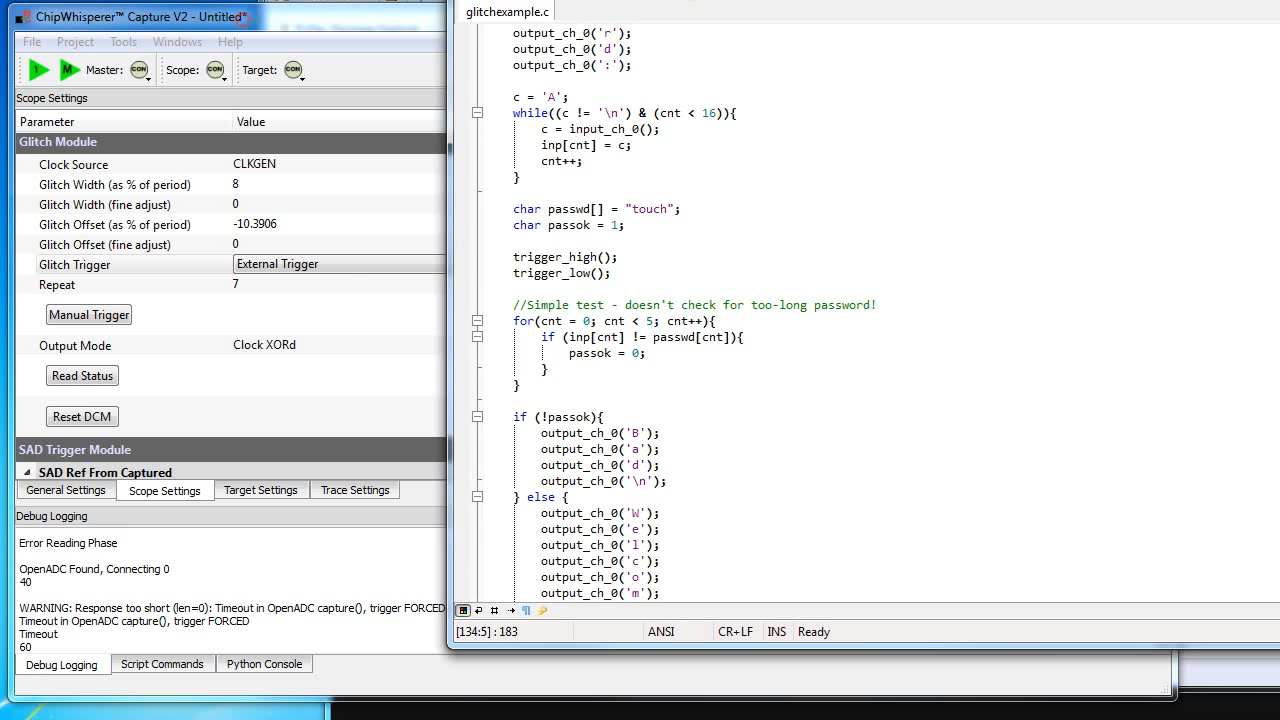 ChipWhisperer™ Capture V2 - Untitled*
File Project Tools Windows Help
1 M Master: CON Scope: CON Target: CON
Scope Settings
Parameter Value
Glitch Module
Clock Source CLKGEN
Glitch Width (as % of period) 8
Glitch Width (fine adjust) 0
Glitch Offset (as % of period) -10.3906
Glitch Offset (fine adjust) 0
Glitch Trigger External Trigger
Repeat 7
Manual Trigger
Output Mode Clock XORd
Read Status
Reset DCM
SAD Trigger Module
SAD Ref From Captured
General Settings Scope Settings Target Settings Trace Settings
Debug Logging
Error Reading Phase
OpenADC Found, Connecting 0
40
WARNING: Response too short (len=0): Timeout in OpenADC capture(), trigger FORCED
Timeout in OpenADC capture(), trigger FORCED
Timeout
60
Debug Logging Script Commands Python Console
glitchexample.c
output_ch_0('r');
output_ch_0('d');
output_ch_0(':');
c = 'A';
while((c != '\n') & (cnt < 16)){
c = input_ch_0();
inp[cnt] = c;
cnt++;
}
char passwd[] = "touch";
char passok = 1;
trigger_high();
trigger_low();
//Simple test - doesn't check for too-long password!
for(cnt = 0; cnt < 5; cnt++){
if (inp[cnt] != passwd[cnt]){
passok = 0;
}
}
if (!passok){
output_ch_0('B');
output_ch_0('a');
output_ch_0('d');
output_ch_0('\n');
} else {
output_ch_0('W');
output_ch_0('e');
output_ch_0('l');
output_ch_0('c');
output_ch_0('o');
output_ch_0('m');
[134:5] : 183 ANSI CR+LF INS Ready